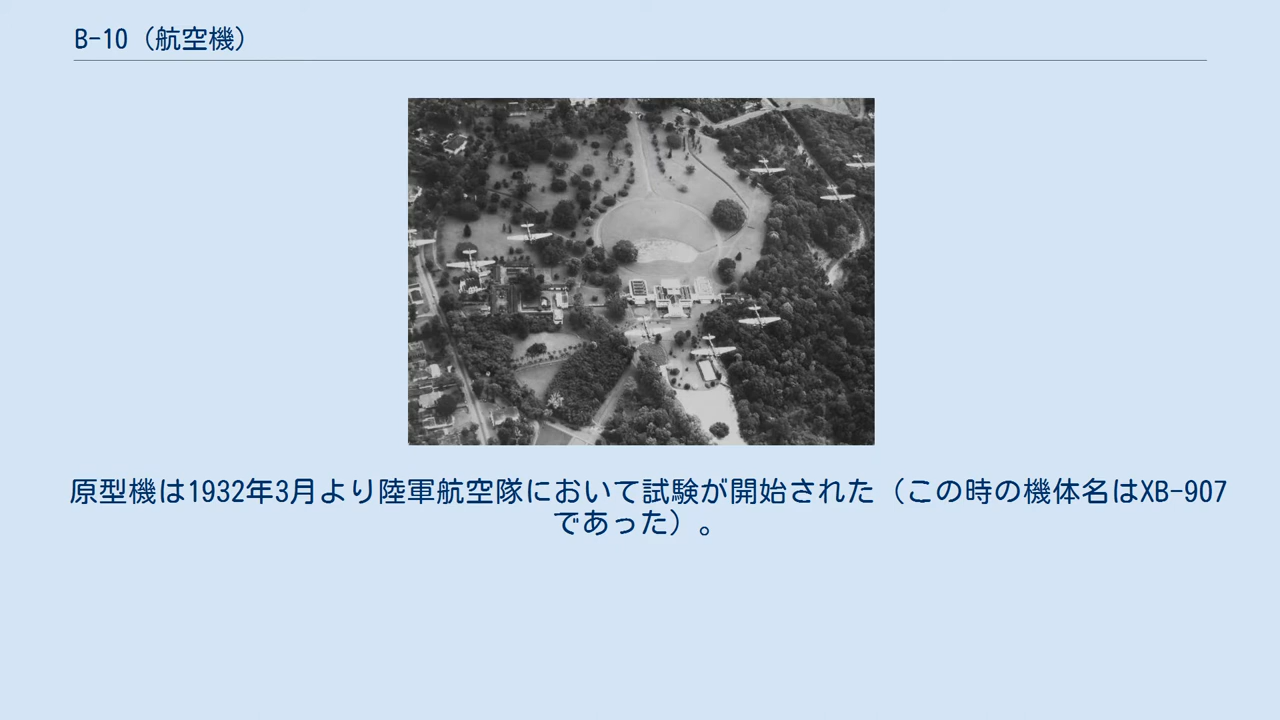 B-10（航空機）
原型機は1932年3月より陸軍航空隊において試験が開始された（この時の機体名はXB-907
であった）。